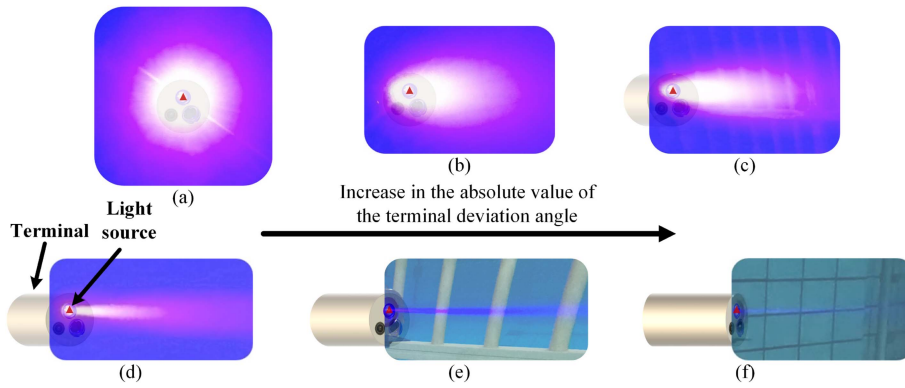 (a)
(b)
(c)
Increase in the absolute value of
the terminal deviation angle
Terminal
Light
source
(d)
(e)
(f)